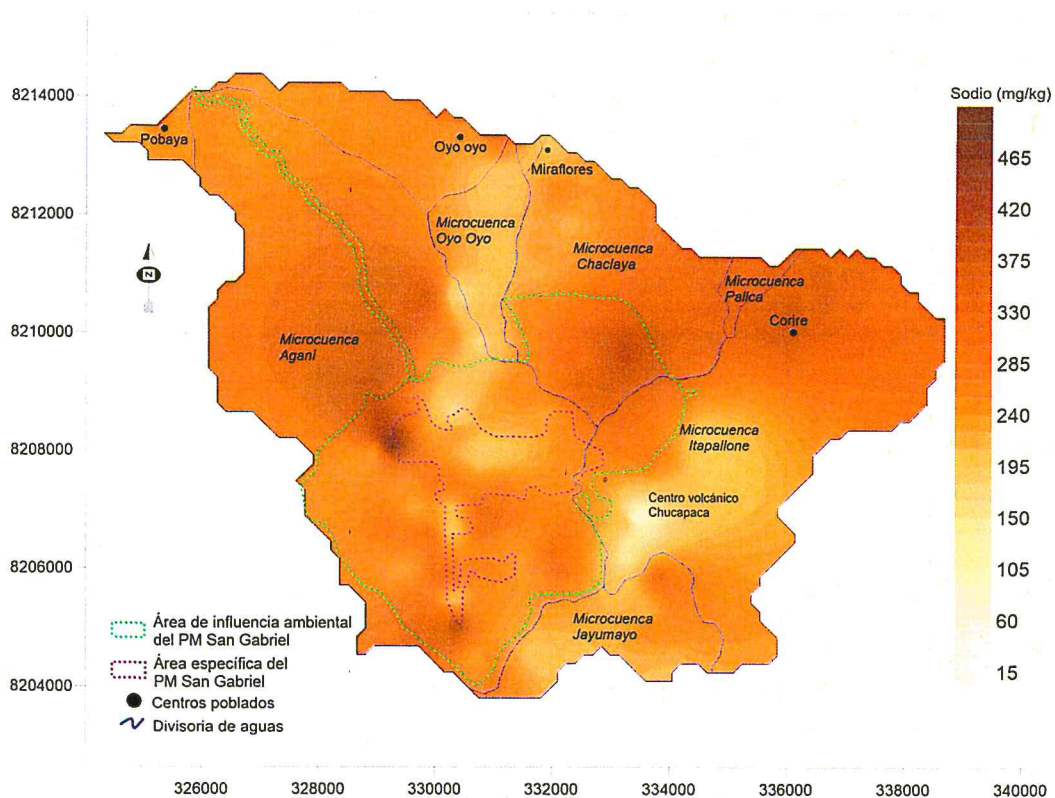 Sodio (mg/kg)
8214000
8212000
8210000
8208000
8206000
8204000
465
420
375
330
285
240
195
150
105
60
15
Pobaya
Oyo oyo
Miraflores
Microcuenca
Oyo Oyo
Microcuenca
Chaclaya
Microcuenca
Palica
Corire
Microcuenca
Agani
Microcuenca
Itapallone
Centro volcánico
Chucapaca
Microcuenca
Jayumayo
N
Área de influencia ambiental
del PM San Gabriel
Área específica del
PM San Gabriel
Centros poblados
Divisoria de aguas
326000
328000
330000
332000
334000
336000
338000
340000